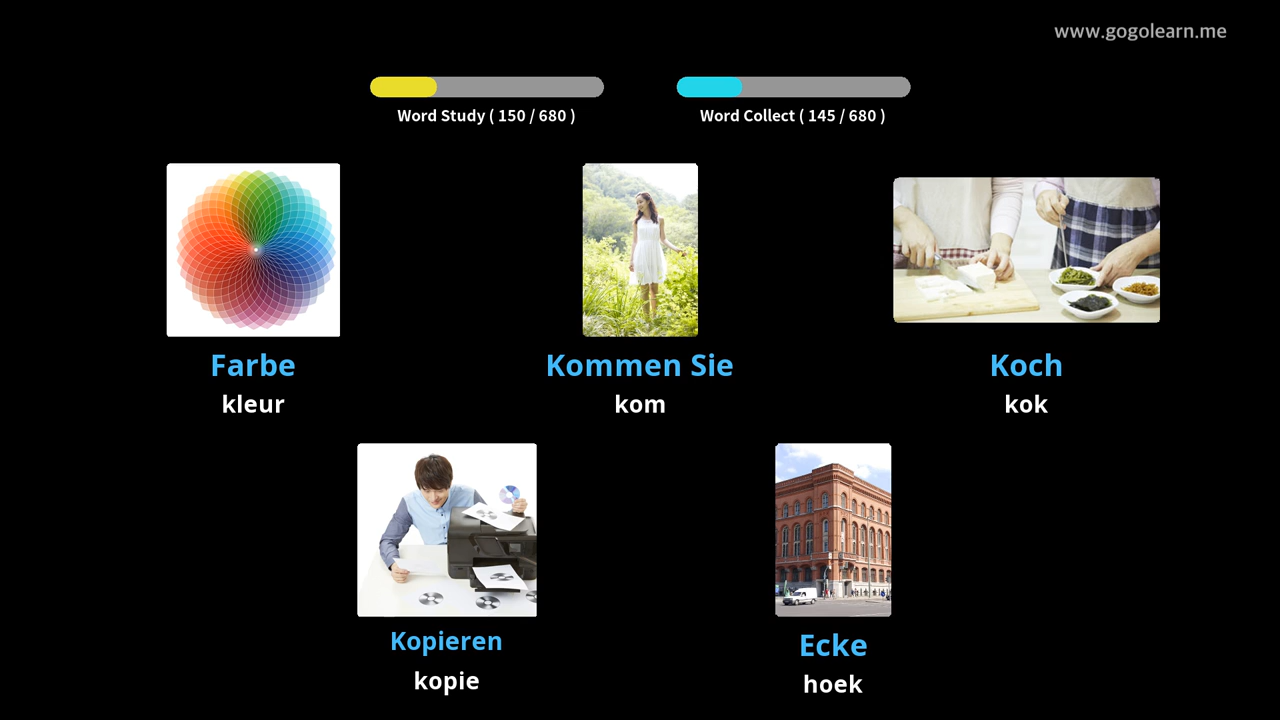 www.gogolearn.me
Word Study ( 150 / 680 )
Word Collect ( 145 / 680 )
Farbe
kleur
Kommen Sie
kom
Koch
kok
Kopieren
kopie
Ecke
hoek